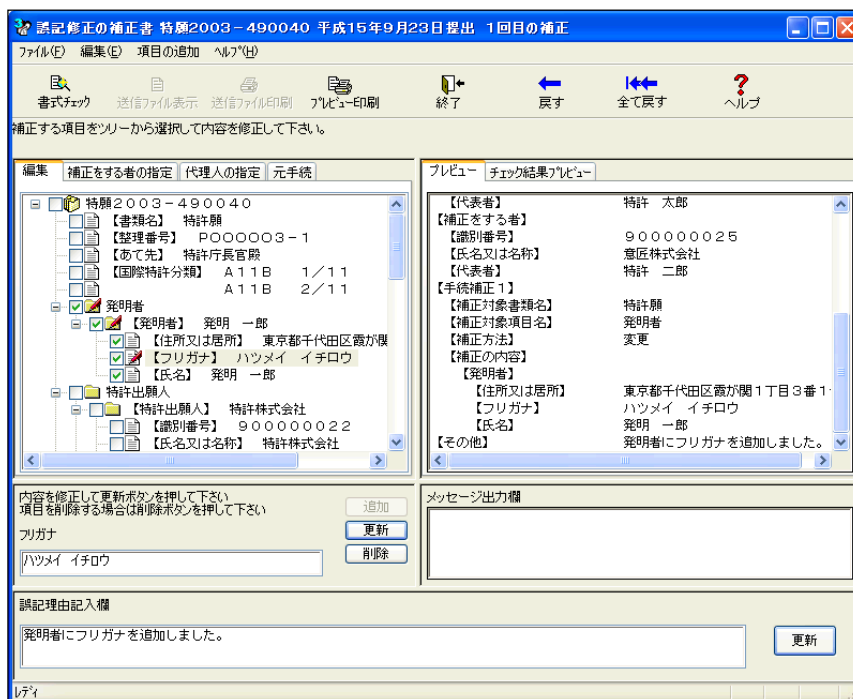 誤記修正の補正書 特願2003-490040 平成15年9月23日提出 1回目の補正
ファイル(F) 編集(E) 項目の追加 ヘルプ(H)
書式チェック 送信ファイル表示 送信ファイル印刷 プレビュー印刷 終了 戻す 全て戻す ヘルプ
補正する項目をツリーから選択して内容を修正して下さい。
編集 補正をする者の指定 代理人の指定 元手続
特願2003-490040
【書類名】 特許願
【整理番号】 POOOOO3-1
【あて先】 特許庁長官殿
【国際特許分類】 A11B 1/11
A11B 2/11
発明者
【発明者】 発明 一郎
【住所又は居所】 東京都千代田区霞が関
【フリガナ】 ハツメイ イチロウ
【氏名】 発明 一郎
特許出願人
【特許出願人】 特許株式会社
【識別番号】 900000022
【氏名又は名称】 特許株式会社
プレビュー チェック結果プレビュー
【代表者】 特許 太郎
【補正をする者】
【識別番号】 900000025
【氏名又は名称】 意匠株式会社
【代表者】 特許 二郎
【手続補正1】
【補正対象書類名】 特許願
【補正対象項目名】 発明者
【補正方法】 変更
【補正の内容】
【発明者】
【住所又は居所】 東京都千代田区霞が関1丁目3番1
【フリガナ】 ハツメイ イチロウ
【氏名】 発明 一郎
【その他】 発明者にフリガナを追加しました。
内容を修正して更新ボタンを押して下さい
項目を削除する場合は削除ボタンを押して下さい
追加
フリガナ
更新
ハツメイ イチロウ
削除
メッセージ出力欄
誤記理由記入欄
発明者にフリガナを追加しました。
更新
レディ